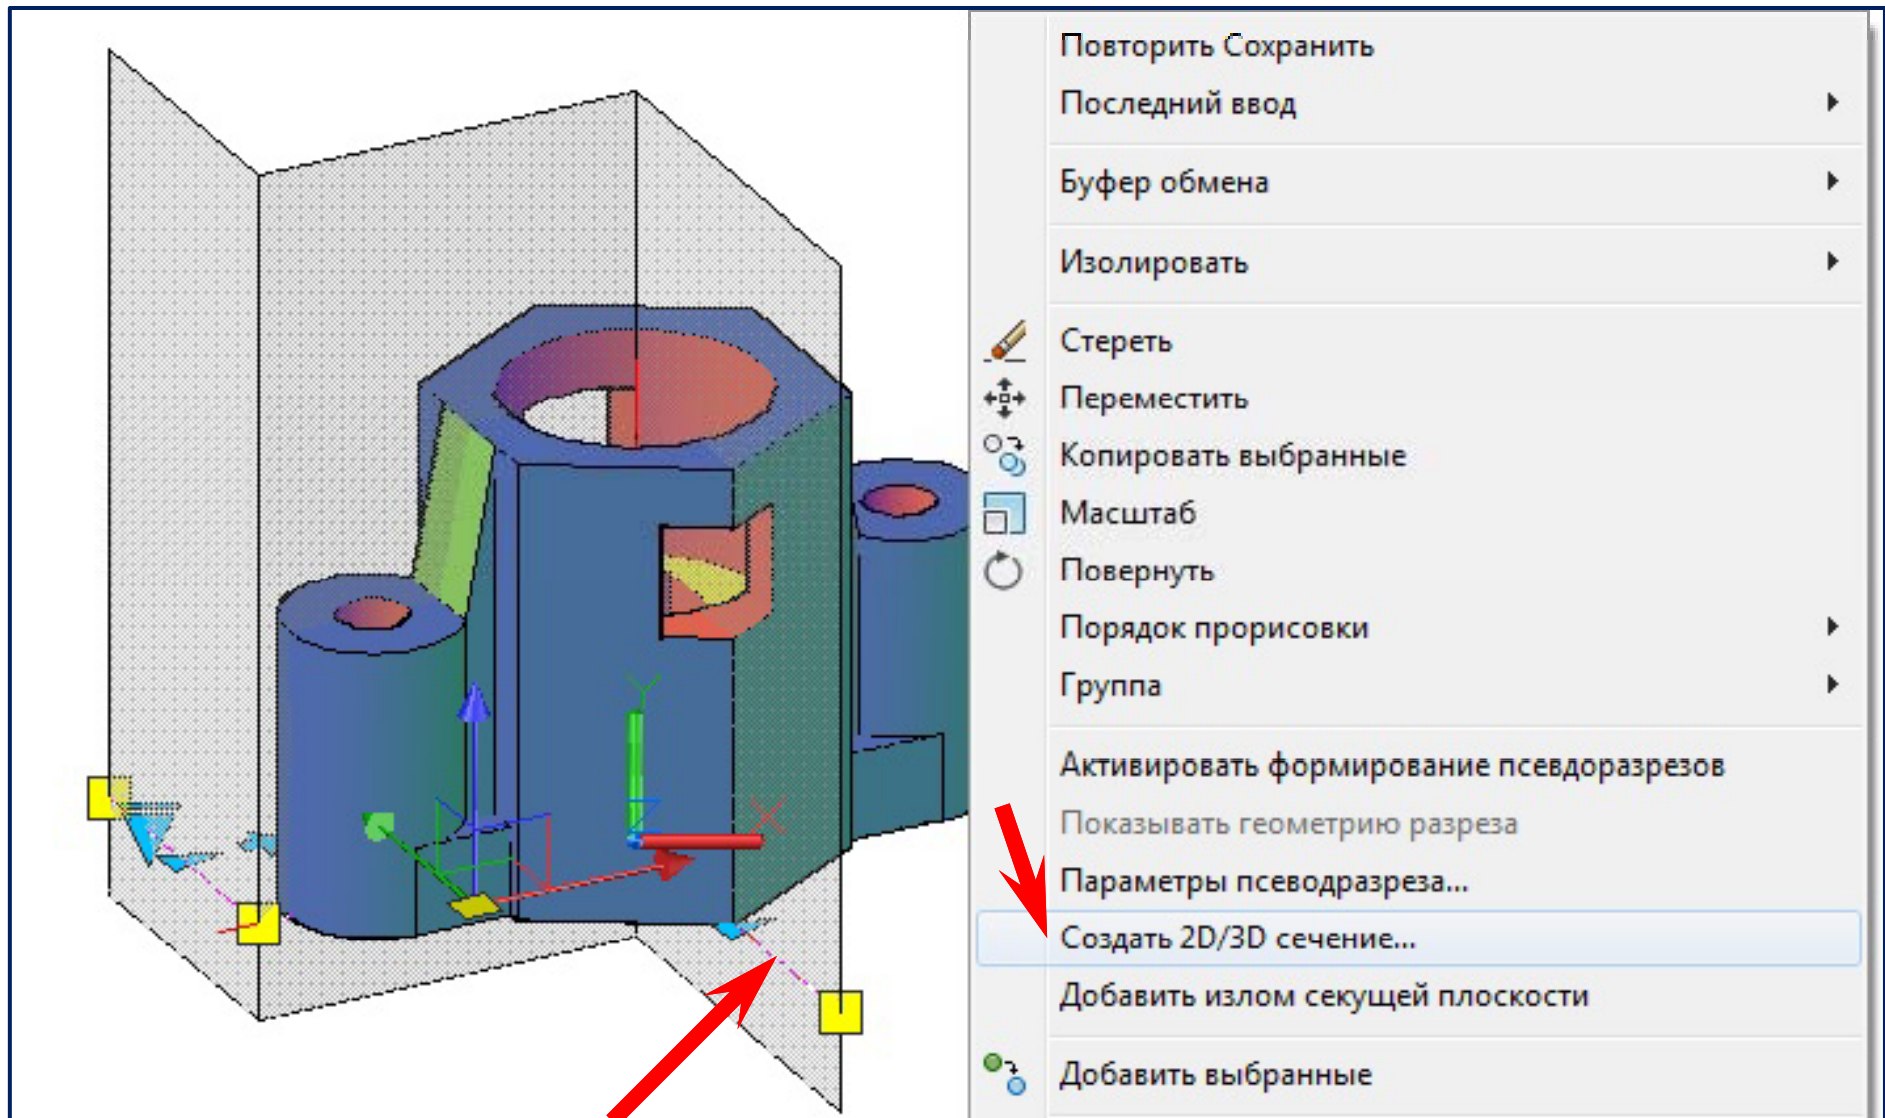 Повторить Сохранить
Последний ввод
Буфер обмена
Изолировать
Стереть
Переместить
Копировать выбранные
Масштаб
Повернуть
Порядок прорисовки
Группа
Активировать формирование псевдоразрезов
Показывать геометрию разреза
Параметры псеводразреза...
Создать 2D/3D сечение...
Добавить излом секущей плоскости
Добавить выбранные
Y
X
Z